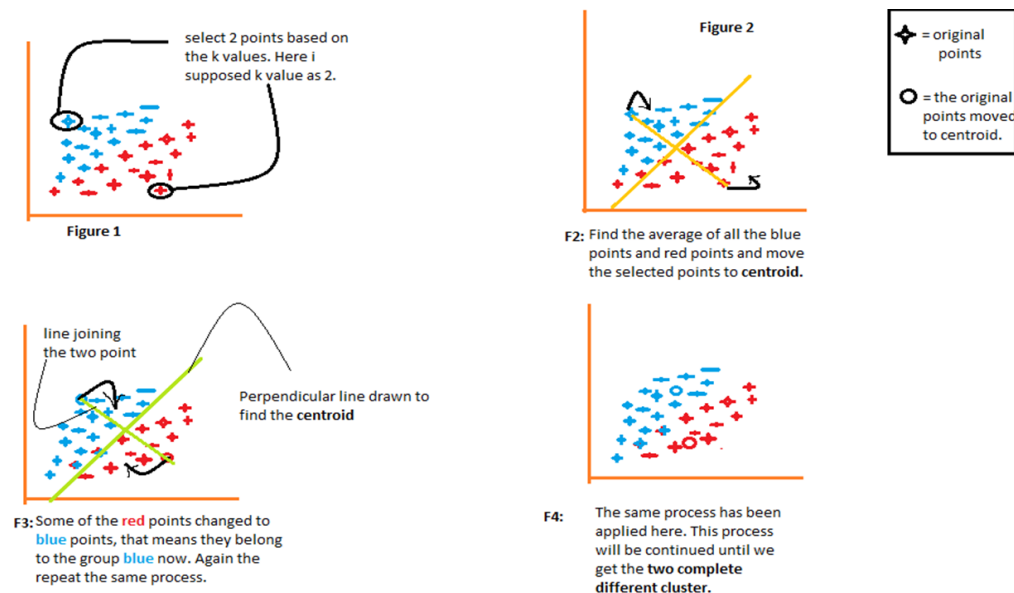 select 2 points based on
the k values. Here i
supposed k value as 2.
Figure 1
Figure 2
= original
points
= the original
points moved
to centroid.
F2: Find the average of all the blue
points and red points and move
the selected points to centroid.
line joining
the two point
Perpendicular line drawn to
find the centroid
F3: Some of the red points changed to
blue points, that means they belong
to the group blue now. Again the
repeat the same process.
F4: The same process has been
applied here. This process
will be continued until we
get the two complete
different cluster.